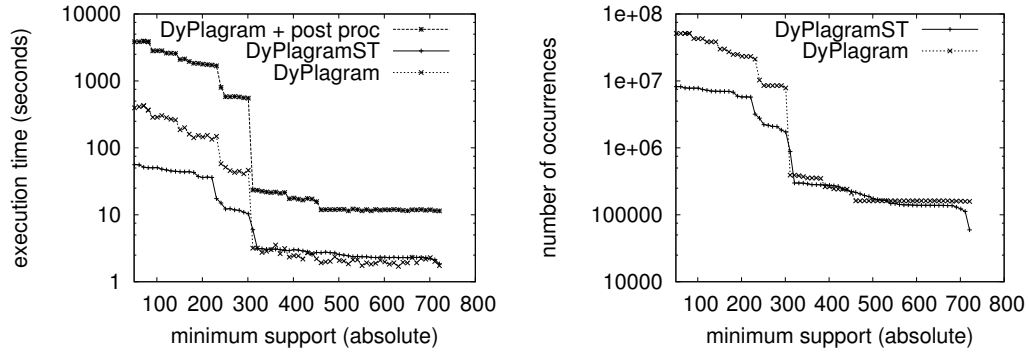 DyPlagram + post proc
DyPlagramST
DyPlagram
10000
1000
100
10
1
execution time (seconds)
100 200 300 400 500 600 700 800
minimum support (absolute)
DyPlagramST
DyPlagram
1e+08
1e+07
1e+06
100000
10000
number of occurrences
100 200 300 400 500 600 700 800
minimum support (absolute)